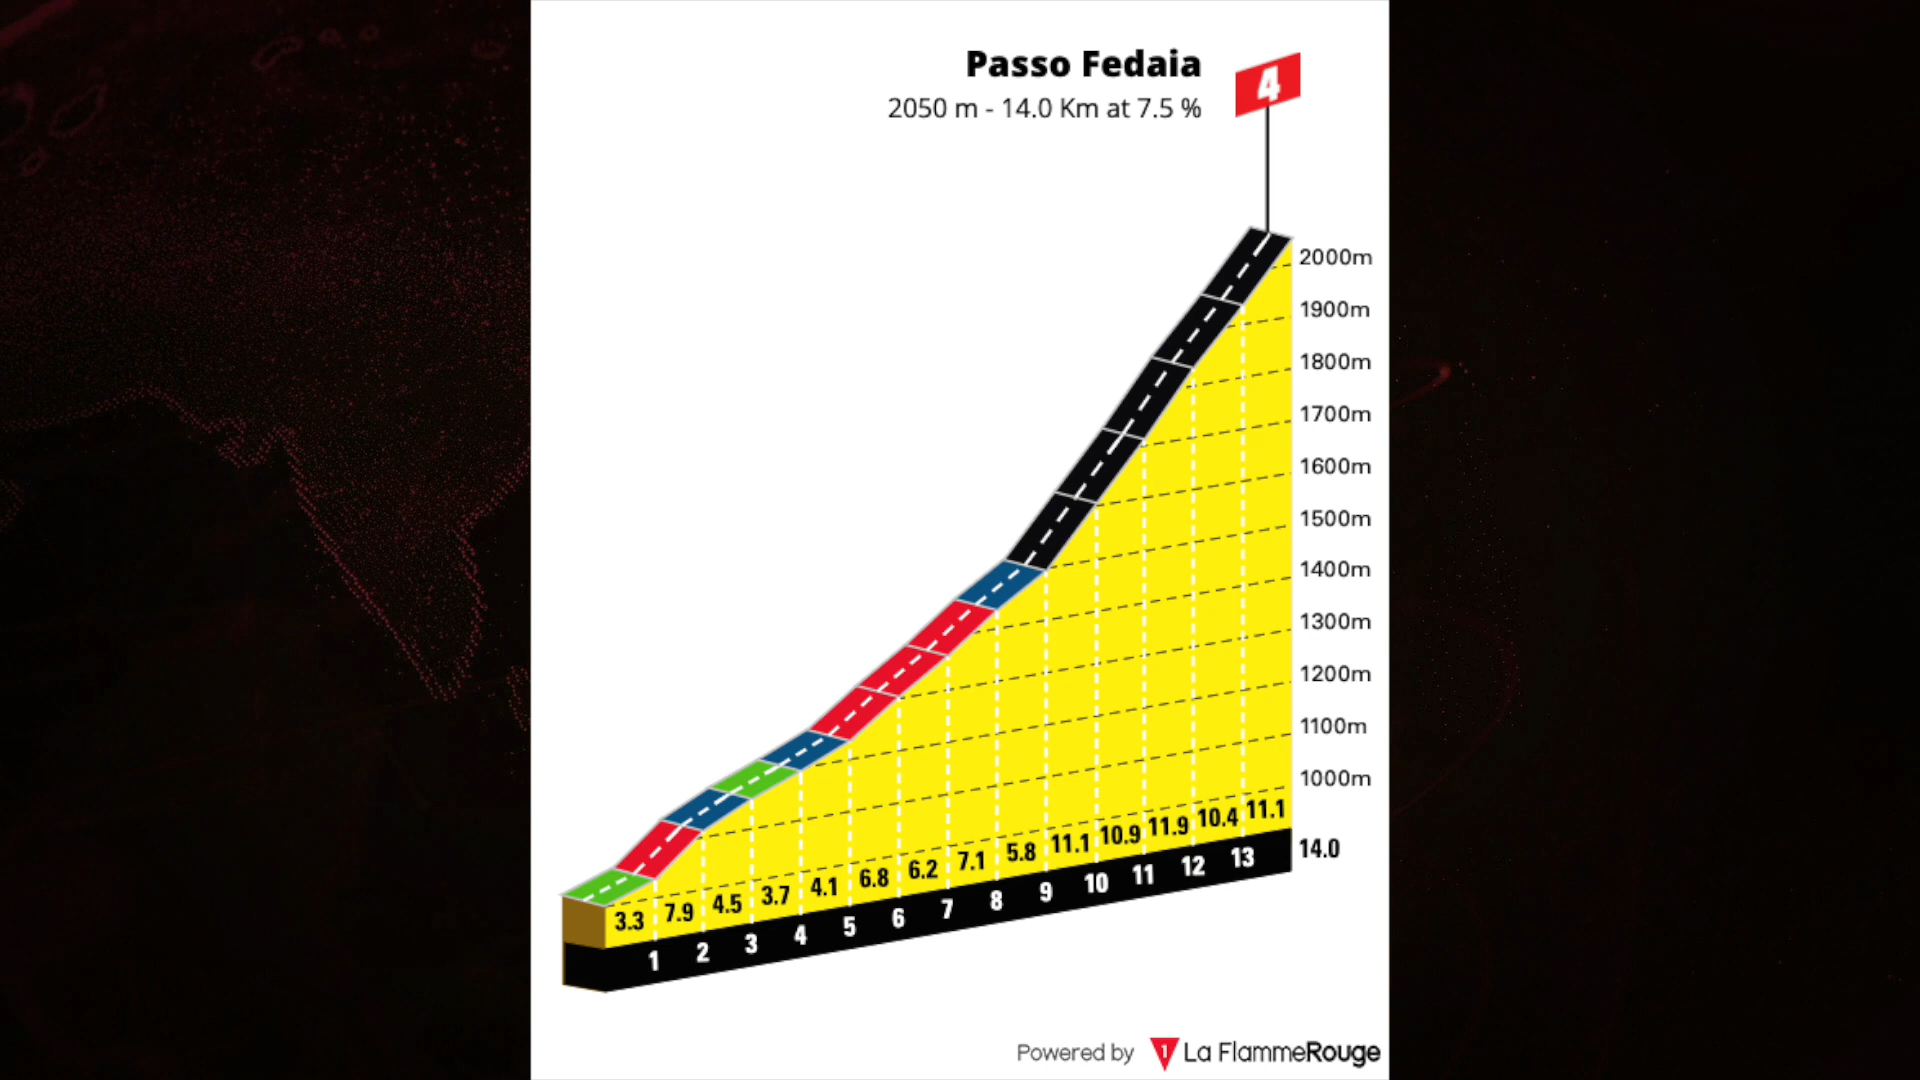 Passo Fedaia
4
2050 m - 14.0 Km at 7.5 %
2000m
1900m
1800m
1700m
1600m
1500m
1400m
1300m
1200m
1100m
1000m
3.3 7.9 4.5 3.7 4.1 6.8 6.2 7.1 5.8 11.1 10.9 11.9 10.4 11.1
1 2 3 4 5 6 7 8 9 10 11 12 13 14.0
Powered by 1 La FlammeRouge